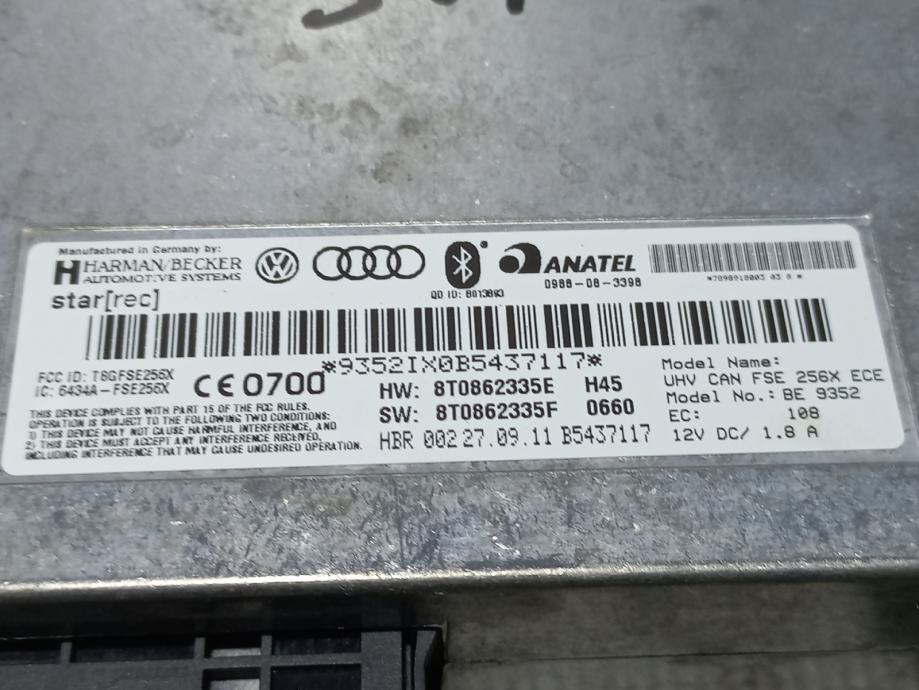 Manufactured in Germany by:
HARMAN/BECKER
AUTOMOTIVE SYSTEMS
star[rec]
QD ID: B013893
ANATEL
0988-08-3398
*9352IX0B5437117*
FCC ID: T8GFSE256X
IC: 6434A-FSE256X
CE 0700
THIS DEVICE COMPLIES WITH PART 15 OF THE FCC RULES.
OPERATION IS SUBJECT TO THE FOLLOWING TWO CONDITIONS:
1) THIS DEVICE MAY NOT CAUSE HARMFUL INTERFERENCE, AND
2) THIS DEVICE MUST ACCEPT ANY INTERFERENCE RECEIVED,
INCLUDING INTERFERENCE THAT MAY CAUSE UNDESIRED OPERATION.
HW: 8T0862335E H45
SW: 8T0862335F 0660
HBR 002 27.09.11 B5437117
Model Name:
UHV CAN FSE 256X ECE
Model No.: BE 9352
EC: 108
12V DC/ 1.8 A